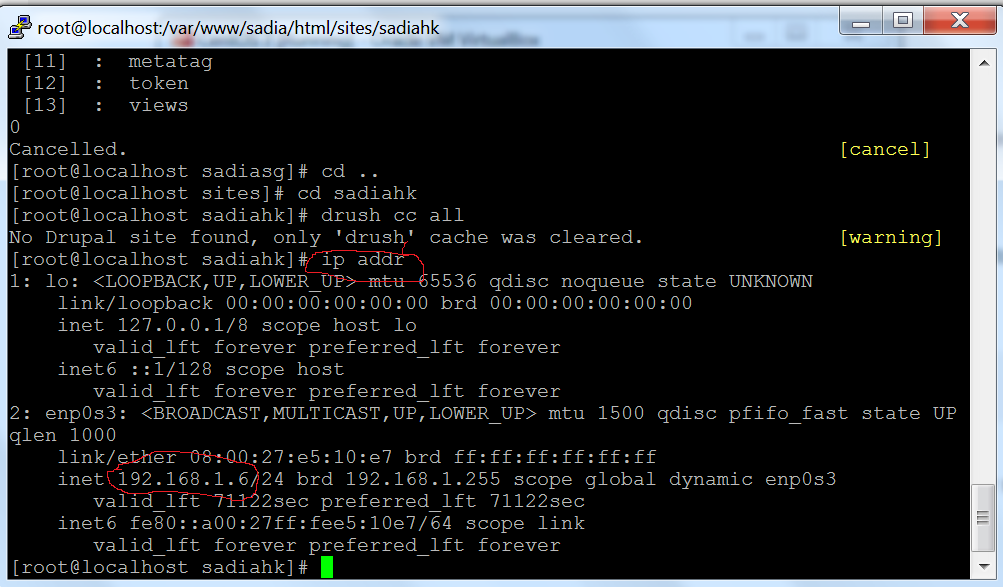 root@localhost:/var/www/sadia/html/sites/sadiahk
[11]  :  metatag
[12]  :  token
[13]  :  views
0
Cancelled. [cancel]
[root@localhost sadiasg]# cd ..
[root@localhost sites]# cd sadiahk
[root@localhost sadiahk]# drush cc all
No Drupal site found, only 'drush' cache was cleared. [warning]
[root@localhost sadiahk]# ip addr
1: lo: <LOOPBACK,UP,LOWER_UP> mtu 65536 qdisc noqueue state UNKNOWN
link/loopback 00:00:00:00:00:00 brd 00:00:00:00:00:00
inet 127.0.0.1/8 scope host lo
valid_lft forever preferred_lft forever
inet6 ::1/128 scope host
valid_lft forever preferred_lft forever
2: enp0s3: <BROADCAST,MULTICAST,UP,LOWER_UP> mtu 1500 qdisc pfifo_fast state UP
qlen 1000
link/ether 08:00:27:e5:10:e7 brd ff:ff:ff:ff:ff:ff
inet 192.168.1.6/24 brd 192.168.1.255 scope global dynamic enp0s3
valid_lft 71122sec preferred_lft 71122sec
inet6 fe80::a00:27ff:fee5:10e7/64 scope link
valid_lft forever preferred_lft forever
[root@localhost sadiahk]#